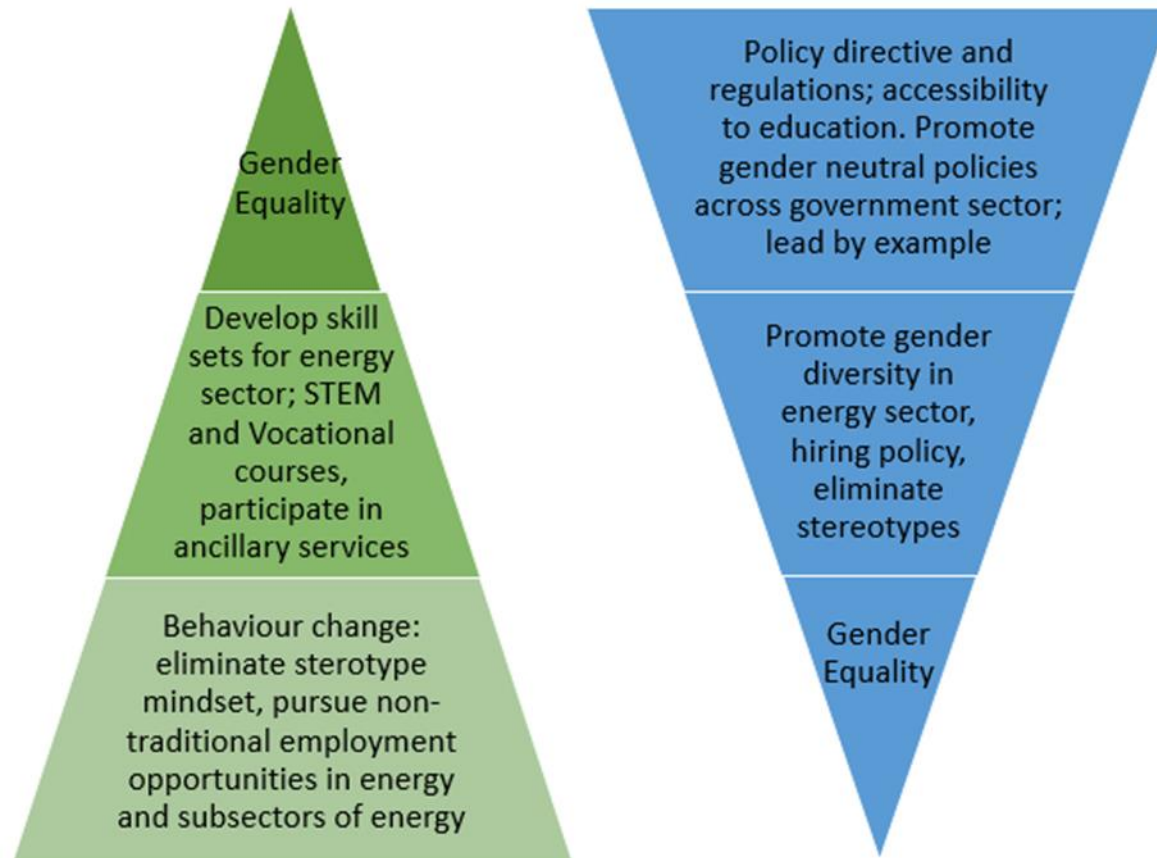 Gender
Equality
Develop skill
sets for energy
sector; STEM
and Vocational
courses,
participate in
ancillary services
Behaviour change:
eliminate sterotype
mindset, pursue non-
traditional employment
opportunities in energy
and subsectors of energy
Policy directive and
regulations; accessibility
to education. Promote
gender neutral policies
across government sector;
lead by example
Promote gender
diversity in
energy sector,
hiring policy,
eliminate
stereotypes
Gender
Equality